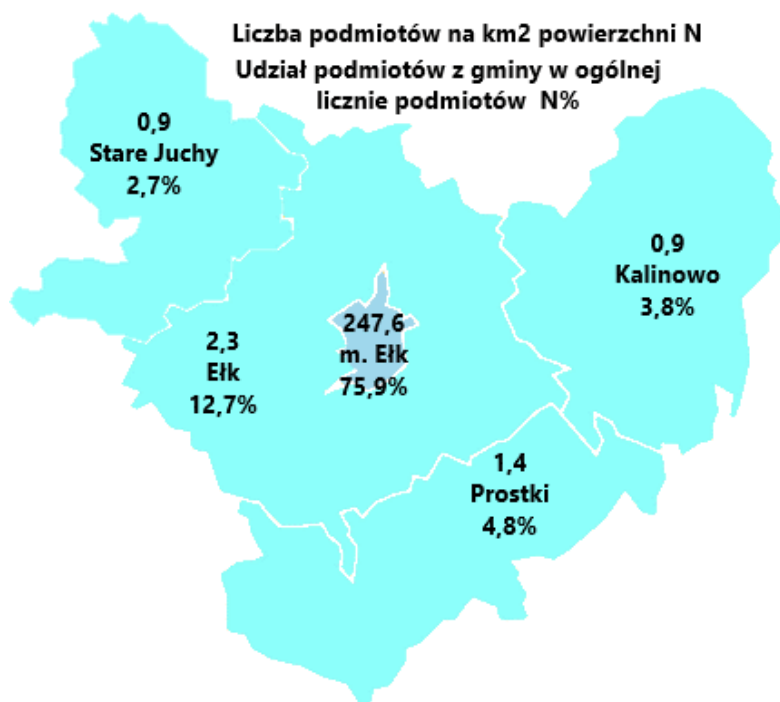 Liczba podmiotów na km2 powierzchni N
Udział podmiotów z gminy w ogólnej
licznie podmiotów N%
0,9
Stare Juchy
2,7%
0,9
Kalinowo
3,8%
247,6
m. Ełk
75,9%
2,3
Ełk
12,7%
1,4
Prostki
4,8%